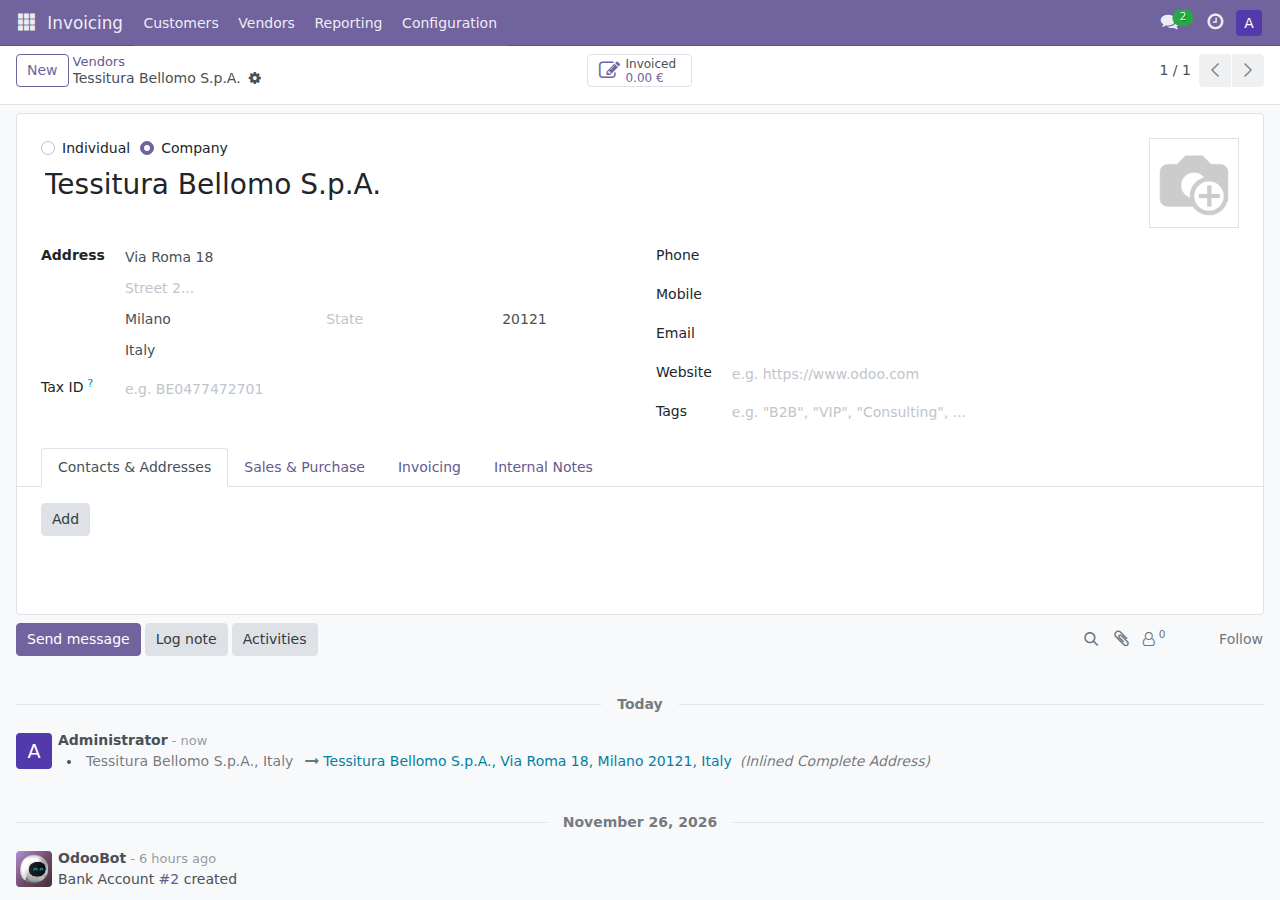 Invoicing Customers Vendors Reporting Configuration 2 A
New Vendors
Tessitura Bellomo S.p.A.
Invoiced
0.00 €
1 / 1
Individual Company
Tessitura Bellomo S.p.A.
Address Via Roma 18
Street 2...
Milano State 20121
Italy
Tax ID ? e.g. BE0477472701
Phone
Mobile
Email
Website e.g. https://www.odoo.com
Tags e.g. "B2B", "VIP", "Consulting", ...
Contacts & Addresses Sales & Purchase Invoicing Internal Notes
Add
Send message Log note Activities 0 Follow
Today
A Administrator - now
• Tessitura Bellomo S.p.A., Italy → Tessitura Bellomo S.p.A., Via Roma 18, Milano 20121, Italy (Inlined Complete Address)
November 26, 2026
OdooBot - 6 hours ago
Bank Account #2 created